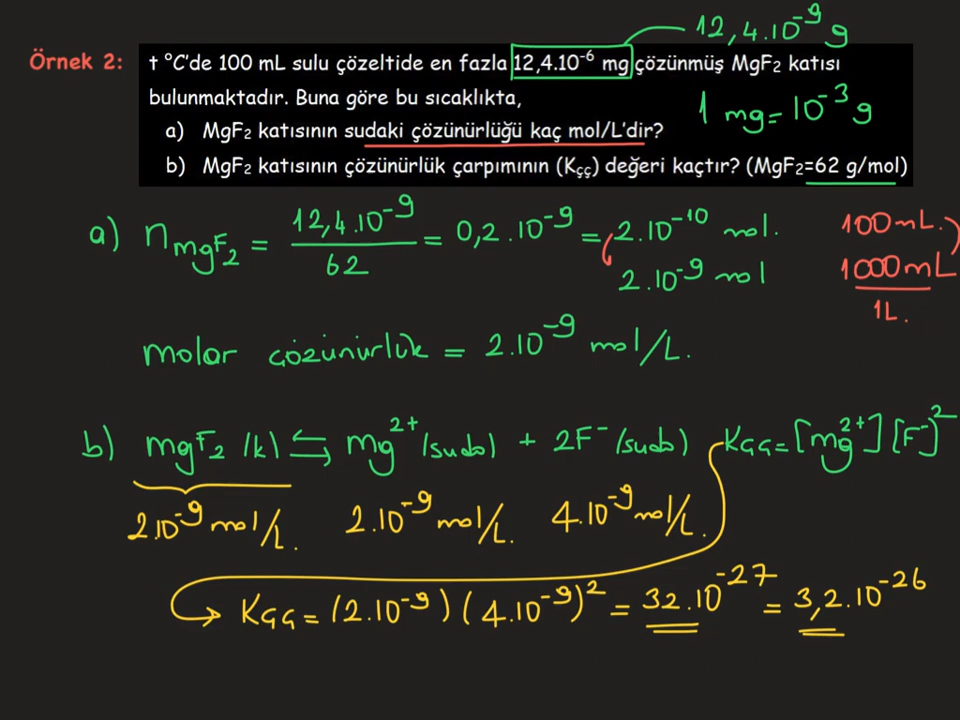 12,4.10⁻⁹ g
Örnek 2: t °C'de 100 mL sulu çözeltide en fazla 12,4.10⁻⁶ mg çözünmüş MgF₂ katısı
bulunmaktadır. Buna göre bu sıcaklıkta,
1 mg = 10⁻³ g
a) MgF₂ katısının sudaki çözünürlüğü kaç mol/L'dir?
b) MgF₂ katısının çözünürlük çarpımının (Kçç) değeri kaçtır? (MgF₂=62 g/mol)
a) n MgF₂ = 12,4.10⁻⁹ / 62 = 0,2.10⁻⁹ = 2.10⁻¹⁰ mol.
2.10⁻⁹ mol
100 mL.
1000 mL
1L.
molar çözünürlük = 2.10⁻⁹ mol/L.
b) MgF₂ (k) ⇆ Mg²⁺ (suda) + 2F⁻ (suda) Kçç = [Mg²⁺] [F⁻]²
2.10⁻⁹ mol/L. 2.10⁻⁹ mol/L. 4.10⁻⁹ mol/L.
Kçç = (2.10⁻⁹) (4.10⁻⁹)² = 32.10⁻²⁷ = 3,2.10⁻²⁶